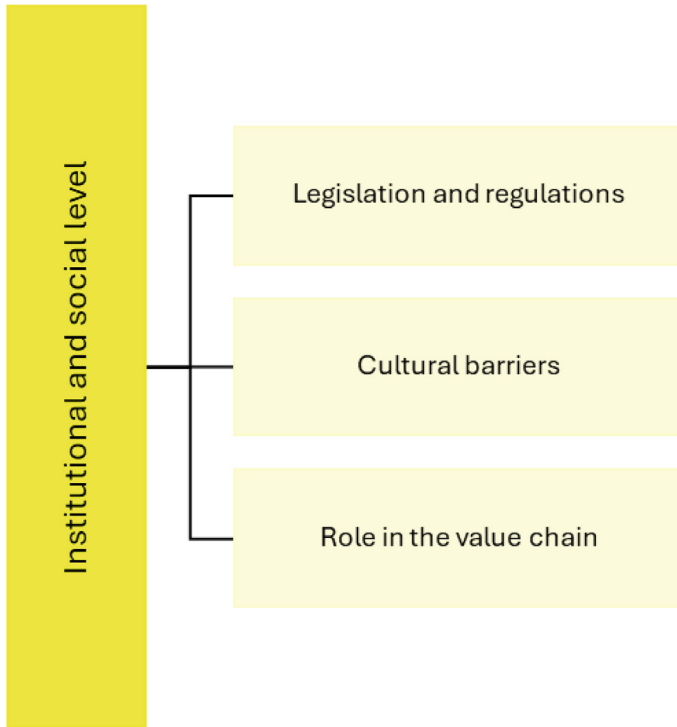 Institutional and social level
Legislation and regulations
Cultural barriers
Role in the value chain